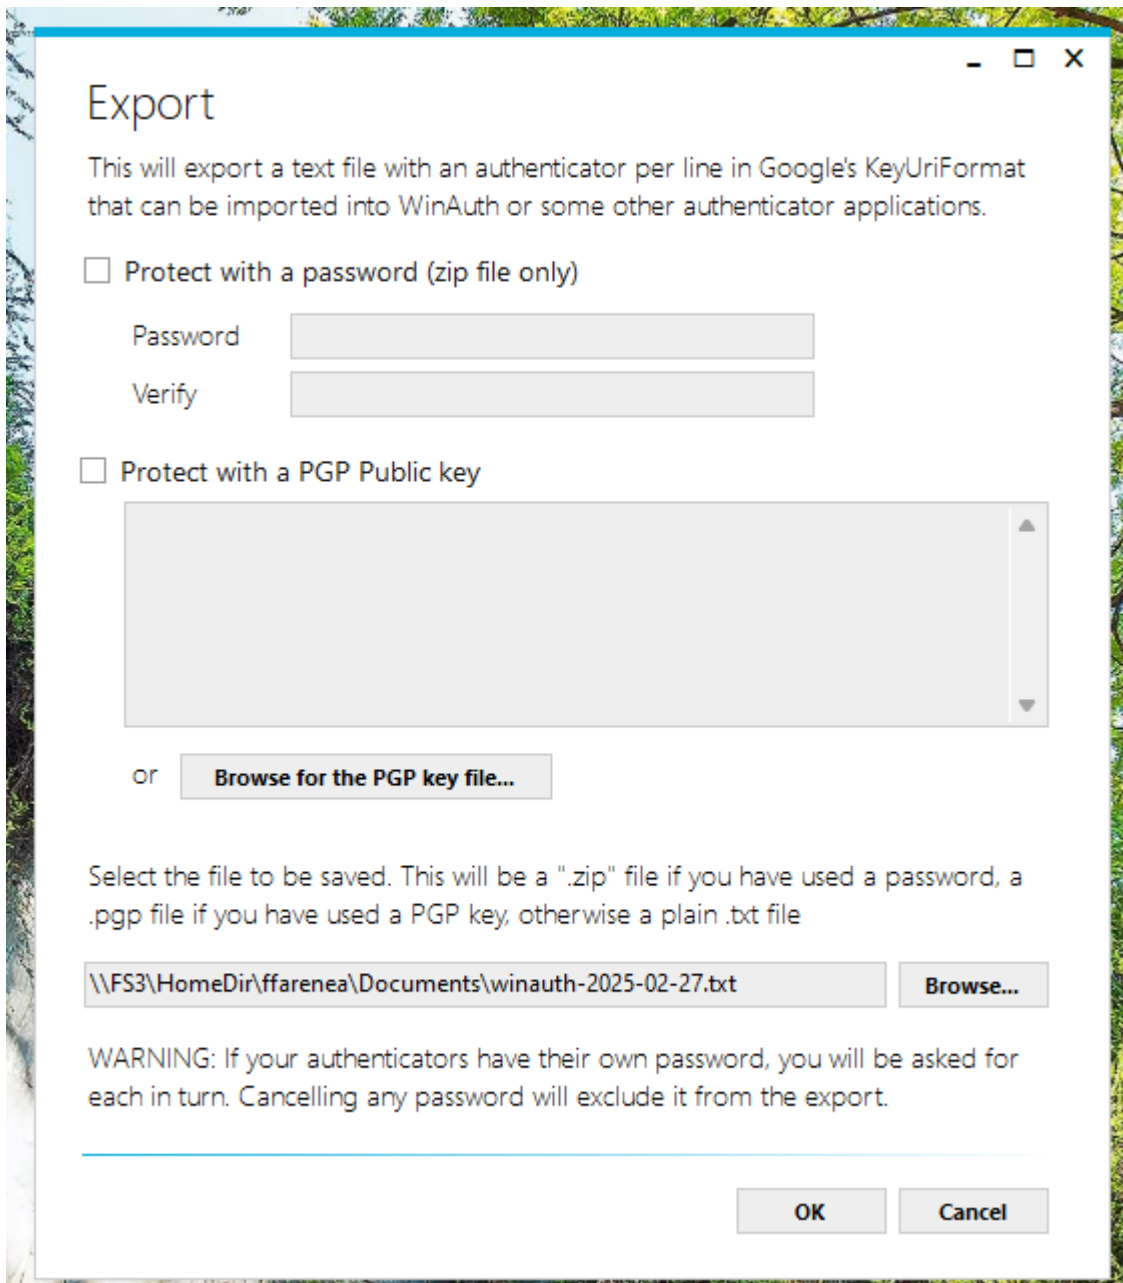 Export
This will export a text file with an authenticator per line in Google's KeyUriFormat
that can be imported into WinAuth or some other authenticator applications.
Protect with a password (zip file only)
Password
Verify
Protect with a PGP Public key
or Browse for the PGP key file...
Select the file to be saved. This will be a ".zip" file if you have used a password, a
.pgp file if you have used a PGP key, otherwise a plain .txt file
\\FS3\HomeDir\ffarenea\Documents\winauth-2025-02-27.txt Browse...
WARNING: If your authenticators have their own password, you will be asked for
each in turn. Cancelling any password will exclude it from the export.
OK Cancel